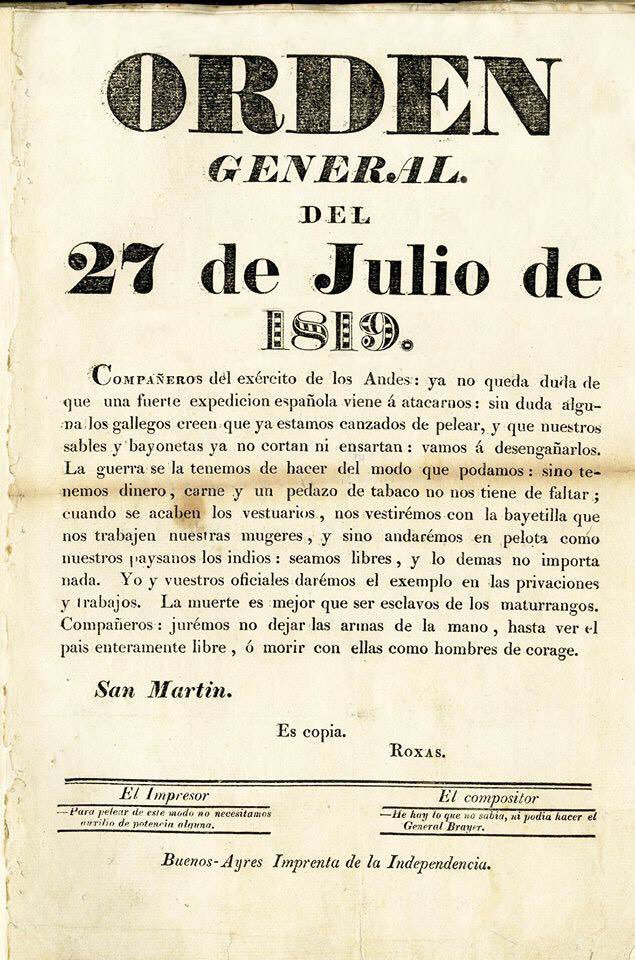 ORDEN
GENERAL.
DEL
27 de Julio de
1819.
COMPAÑEROS del exército de los Andes: ya no queda duda de
que una fuerte expedicion española viene á atacarnos: sin duda algu-
na los gallegos creen que ya estamos canzados de pelear, y que nuestros
sables y bayonetas ya no cortan ni ensartan: vamos á desengañarlos.
La guerra se la tenemos de hacer del modo que podamos: sino te-
nemos dinero, carne y un pedazo de tabaco no nos tiene de faltar;
cuando se acaben los vestuarios, nos vestirémos con la bayetilla que
nos trabajen nuestras mugeres, y sino andarémos en pelota como
nuestros paysanos los indios: seamos libres, y lo demas no importa
nada. Yo y vuestros oficiales darémos el exemplo en las privaciones
y trabajos. La muerte es mejor que ser esclavos de los maturrangos.
Compañeros: jurémos no dejar las armas de la mano, hasta ver el
pais enteramente libre, ó morir con ellas como hombres de corage.
San Martin.
Es copia.
ROXAS.
El Impresor
—Para pelear de este modo no necesitamos
auxilio de potencia alguna.
El compositor
—He hay lo que no sabia, ni podia hacer el
General Brayer.
Buenos-Ayres Imprenta de la Independencia.